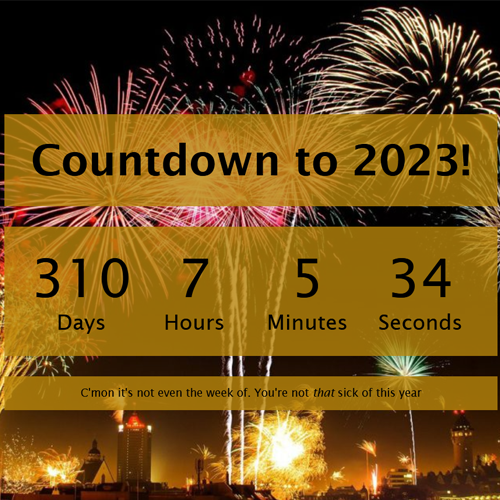 Countdown to 2023!
310 7 5 34
Days Hours Minutes Seconds
C'mon it's not even the week of. You're not that sick of this year